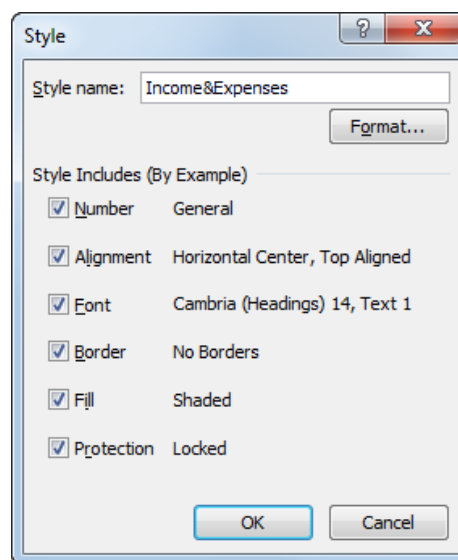 Style
Style name: Income&Expenses
Format...
Style Includes (By Example)
Number General
Alignment Horizontal Center, Top Aligned
Font Cambria (Headings) 14, Text 1
Border No Borders
Fill Shaded
Protection Locked
OK Cancel